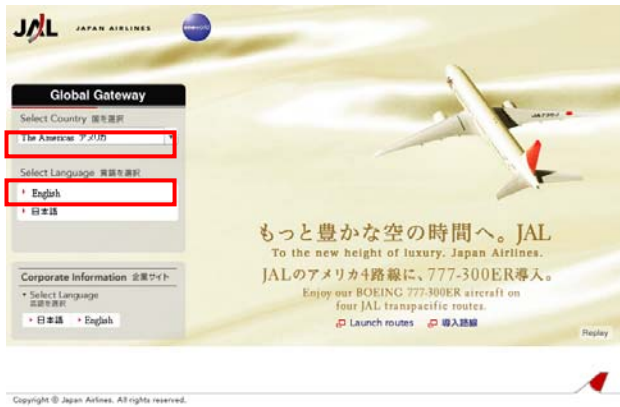 JAL JAPAN AIRLINES
oneworld
Global Gateway
Select Country 国を選択
The Americas アメリカ
Select Language 言語を選択
English
日本語
もっと豊かな空の時間へ。JAL
To the new height of luxury. Japan Airlines.
JALのアメリカ4路線に、777-300ER導入。
Enjoy our BOEING 777-300ER aircraft on
four JAL transpacific routes.
Launch routes 導入路線
Replay
Corporate Information 企業サイト
• Select Language
言語を選択
日本語 English
Copyright © Japan Airlines. All rights reserved.